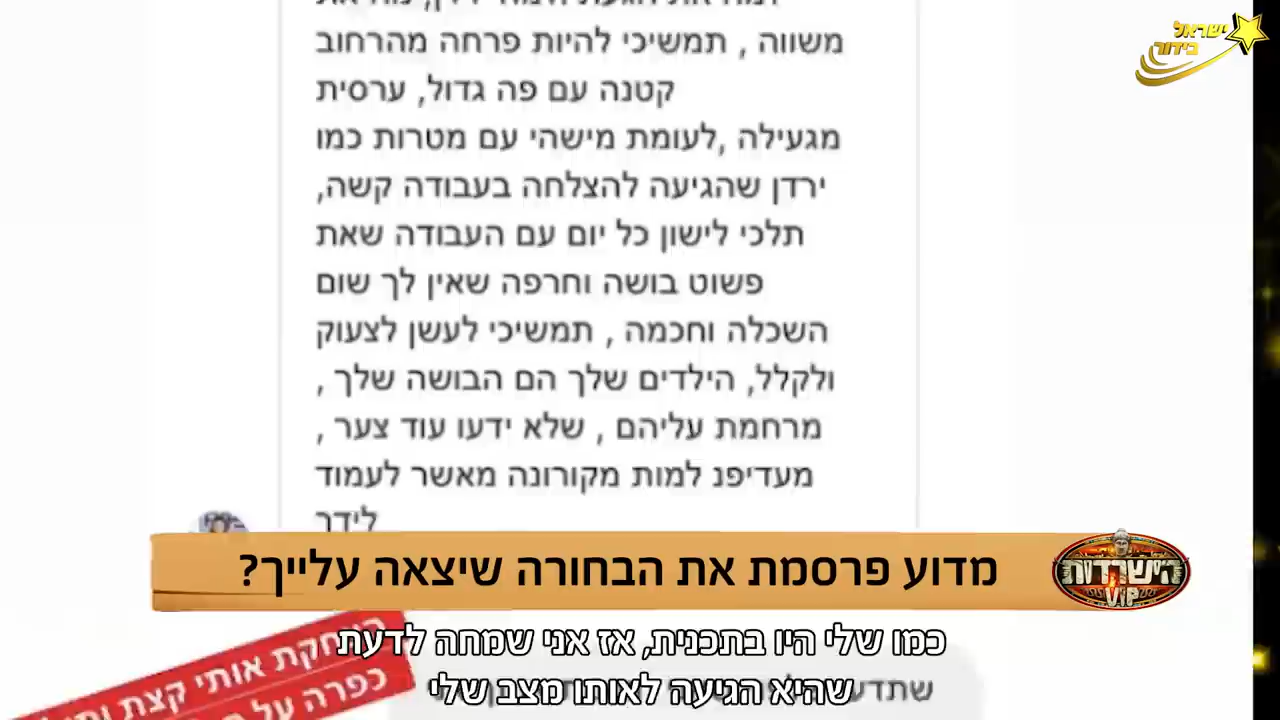 ישראל
בידור
משווה , תמשיכי להיות פרחה מהרחוב
קטנה עם פה גדול, ערסית
מגעילה ,לעומת מישהי עם מטרות כמו
ירדן שהגיעה להצלחה בעבודה קשה,
תלכי לישון כל יום עם העבודה שאת
פשוט בושה וחרפה שאין לך שום
השכלה וחכמה , תמשיכי לעשן לצעוק
ולקלל, הילדים שלך הם הבושה שלך ,
מרחמת עליהם , שלא ידעו עוד צער ,
מעדיפנ למות מקורונה מאשר לעמוד
לידך
מדוע פרסמת את הבחורה שיצאה עלייך?
הישרדות
VIP
כמו שלי היו בתכנית, אז אני שמחה לדעת
שהיא הגיעה לאותו מצב שלי
אותי קצת
כפרה על